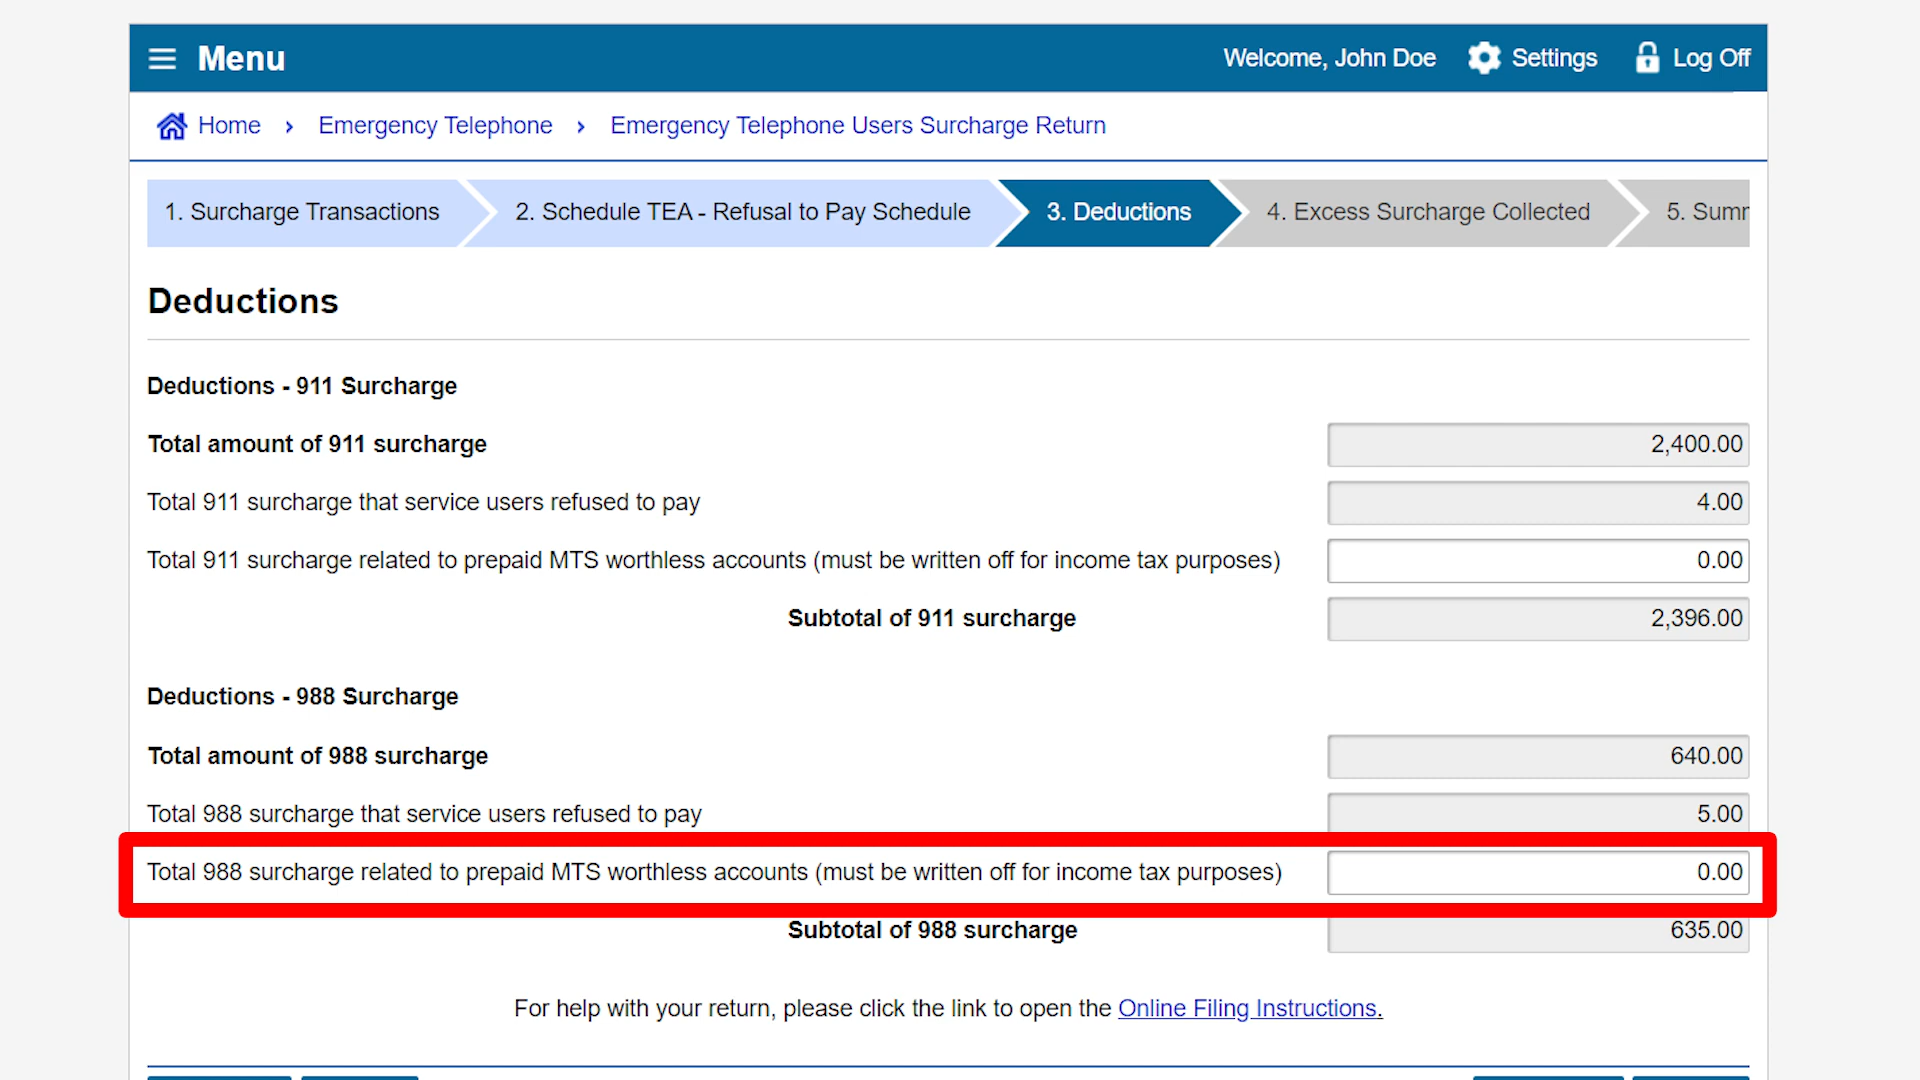 Menu Welcome, John Doe Settings Log Off
Home › Emergency Telephone › Emergency Telephone Users Surcharge Return
1. Surcharge Transactions 2. Schedule TEA - Refusal to Pay Schedule 3. Deductions 4. Excess Surcharge Collected 5. Summ
Deductions
Deductions - 911 Surcharge
Total amount of 911 surcharge 2,400.00
Total 911 surcharge that service users refused to pay 4.00
Total 911 surcharge related to prepaid MTS worthless accounts (must be written off for income tax purposes) 0.00
Subtotal of 911 surcharge 2,396.00
Deductions - 988 Surcharge
Total amount of 988 surcharge 640.00
Total 988 surcharge that service users refused to pay 5.00
Total 988 surcharge related to prepaid MTS worthless accounts (must be written off for income tax purposes) 0.00
Subtotal of 988 surcharge 635.00
For help with your return, please click the link to open the Online Filing Instructions.